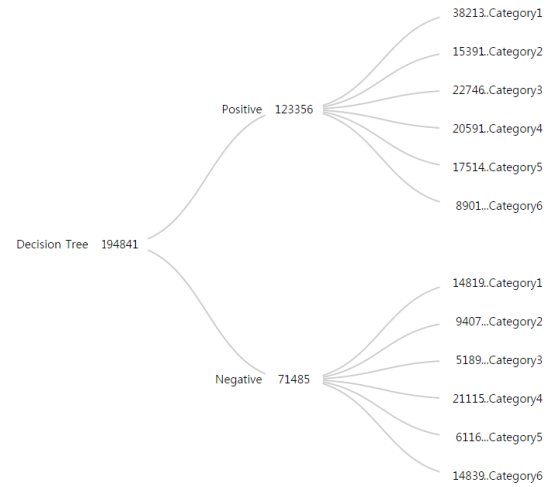 38213..Category1
15391..Category2
22746..Category3
Positive 123356
20591..Category4
17514..Category5
8901...Category6
Decision Tree 194841
14819..Category1
9407...Category2
5189...Category3
Negative 71485
21115..Category4
6116...Category5
14839..Category6